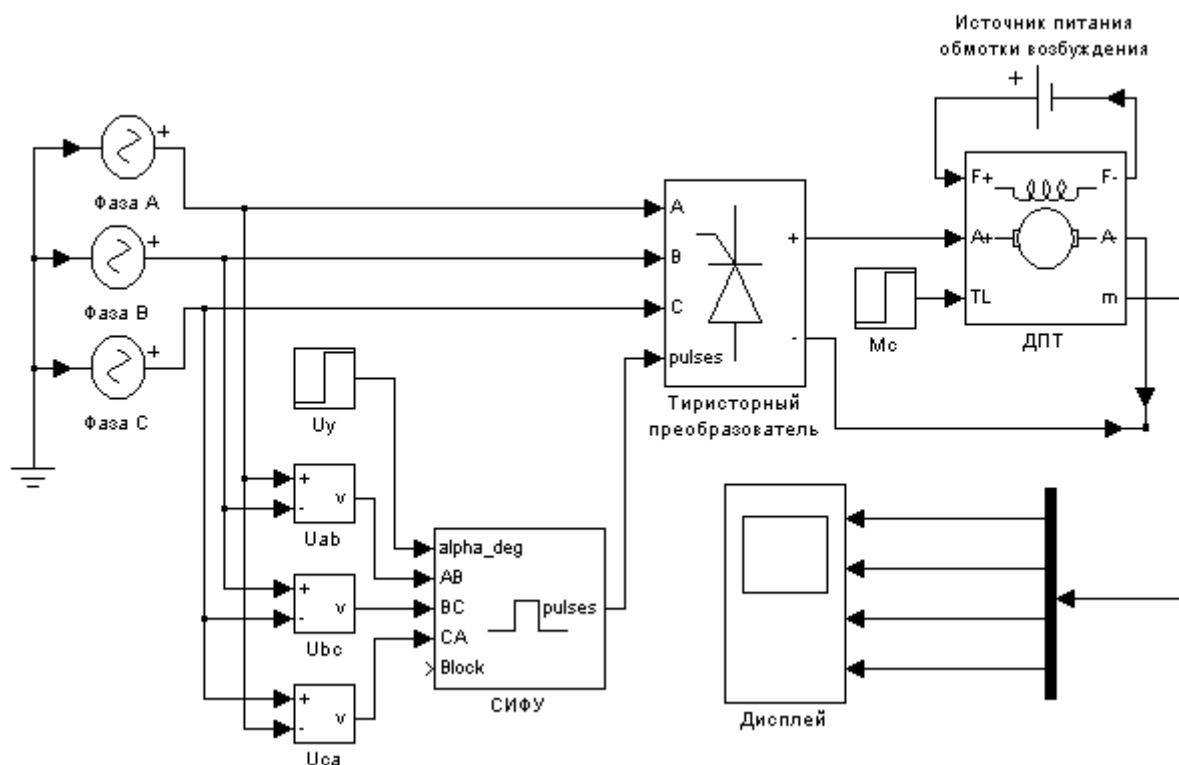 Источник питания
обмотки возбуждения
+
+
Фаза А
+
Фаза В
+
Фаза С
A
B
C
pulses
+
-
Тиристорный
преобразователь
F+
F-
A+
A-
TL
m
ДПТ
Mc
Uy
+
-
v
Uab
+
-
v
Ubc
+
-
v
Uca
alpha_deg
AB
BC
CA
Block
pulses
СИФУ
Дисплей